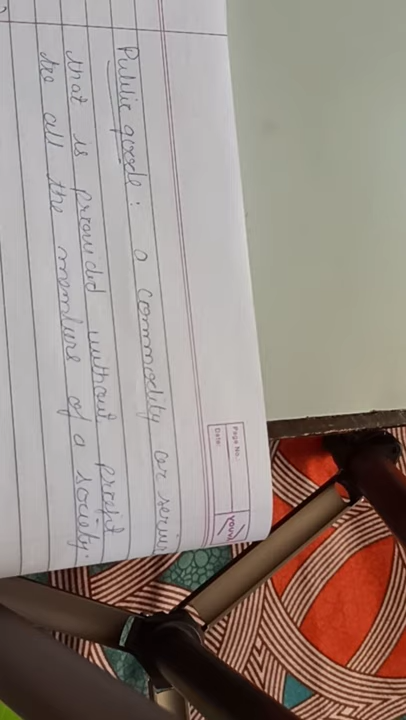 Page No.:
Date:
YOUVA
Public goods: a commodity or servi
that is provided without profit
to all the members of a society.